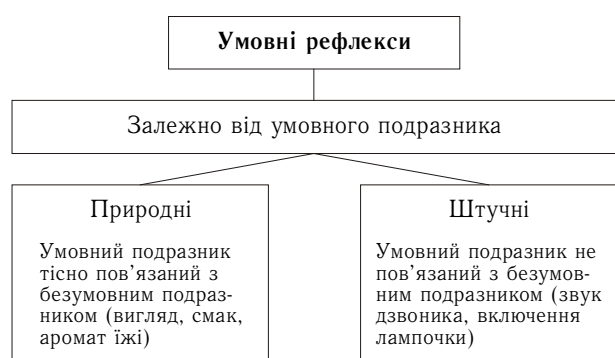 Умовні рефлекси
Залежно від умовного подразника
Природні
Умовний подразник
тісно пов’язаний з
безумовним подраз-
ником (вигляд, смак,
аромат їжі)
Штучні
Умовний подразник не
пов’язаний з безумов-
ним подразником (звук
дзвоника, включення
лампочки)